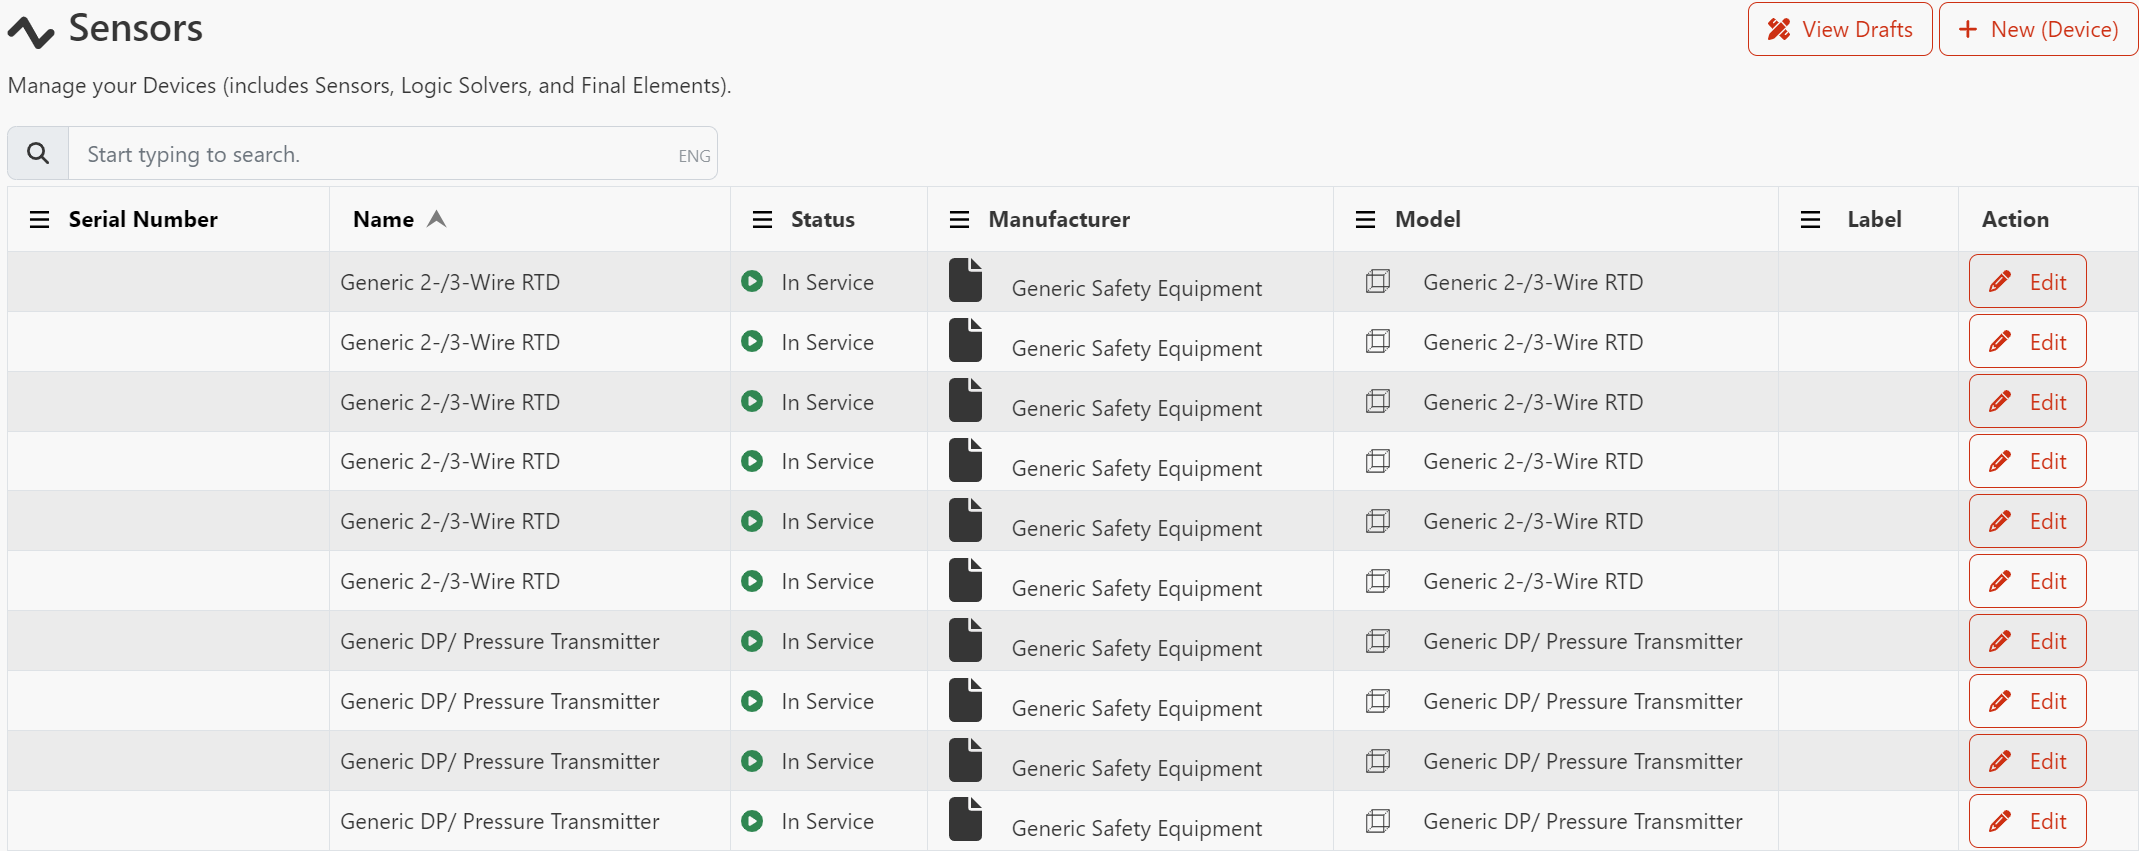 Sensors
View Drafts
New (Device)
Manage your Devices (includes Sensors, Logic Solvers, and Final Elements).
Start typing to search. ENG
Serial Number Name Status Manufacturer Model Label Action
Generic 2-/3-Wire RTD In Service Generic Safety Equipment Generic 2-/3-Wire RTD Edit
Generic 2-/3-Wire RTD In Service Generic Safety Equipment Generic 2-/3-Wire RTD Edit
Generic 2-/3-Wire RTD In Service Generic Safety Equipment Generic 2-/3-Wire RTD Edit
Generic 2-/3-Wire RTD In Service Generic Safety Equipment Generic 2-/3-Wire RTD Edit
Generic 2-/3-Wire RTD In Service Generic Safety Equipment Generic 2-/3-Wire RTD Edit
Generic 2-/3-Wire RTD In Service Generic Safety Equipment Generic 2-/3-Wire RTD Edit
Generic DP/ Pressure Transmitter In Service Generic Safety Equipment Generic DP/ Pressure Transmitter Edit
Generic DP/ Pressure Transmitter In Service Generic Safety Equipment Generic DP/ Pressure Transmitter Edit
Generic DP/ Pressure Transmitter In Service Generic Safety Equipment Generic DP/ Pressure Transmitter Edit
Generic DP/ Pressure Transmitter In Service Generic Safety Equipment Generic DP/ Pressure Transmitter Edit